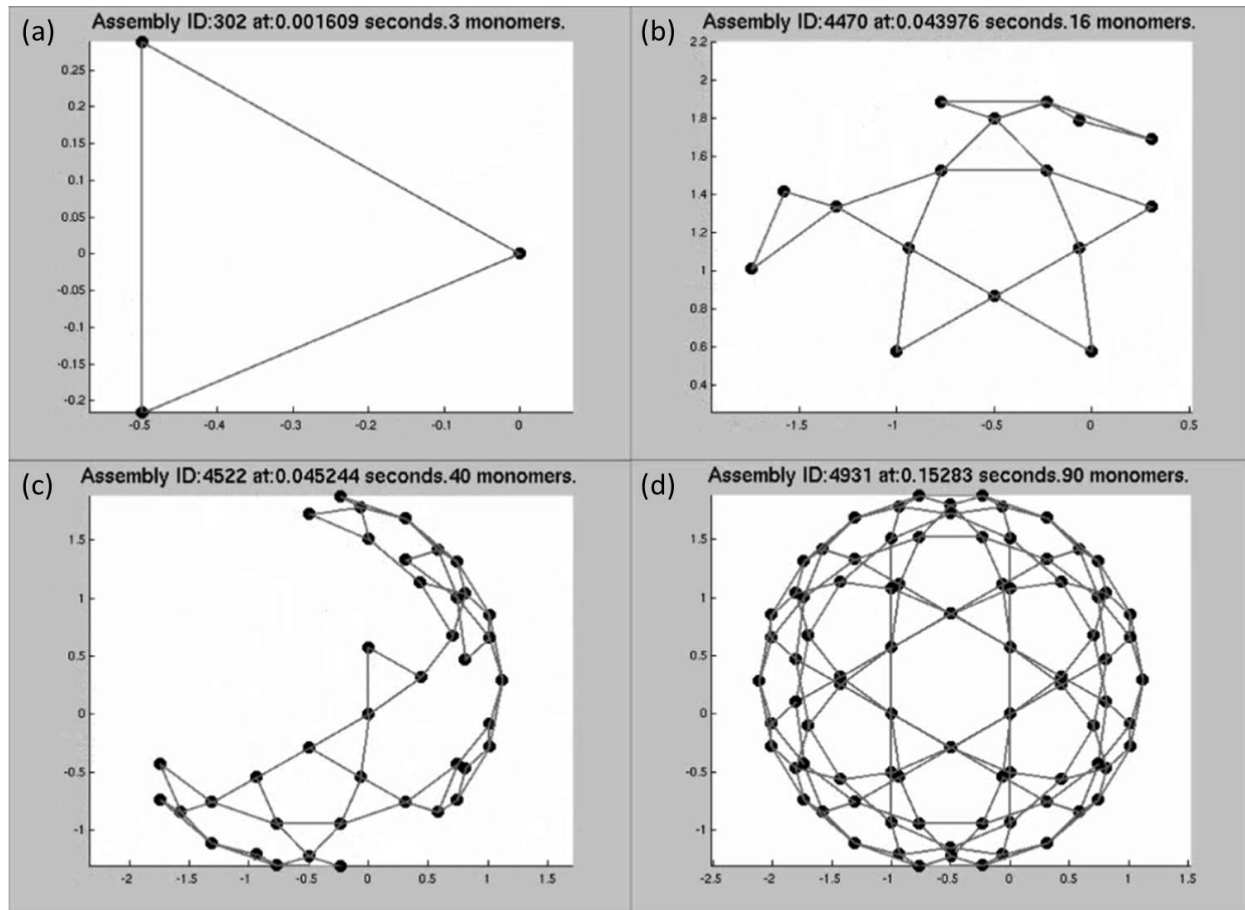 (a)
Assembly ID:302 at:0.001609 seconds.3 monomers.
0.25
0.2
0.15
0.1
0.05
0
-0.05
-0.1
-0.15
-0.2
-0.5 -0.4 -0.3 -0.2 -0.1 0
(b)
Assembly ID:4470 at:0.043976 seconds.16 monomers.
2.2
2
1.8
1.6
1.4
1.2
1
0.8
0.6
0.4
-1.5 -1 -0.5 0 0.5
(c)
Assembly ID:4522 at:0.045244 seconds.40 monomers.
1.5
1
0.5
0
-0.5
-1
-2 -1.5 -1 -0.5 0 0.5 1 1.5
(d)
Assembly ID:4931 at:0.15283 seconds.90 monomers.
1.5
1
0.5
0
-0.5
-1
-2.5 -2 -1.5 -1 -0.5 0 0.5 1 1.5